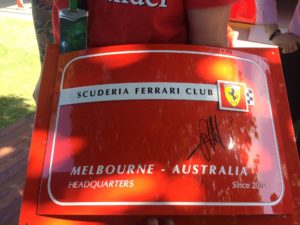 SCUDERIA FERRARI CLUB
MELBOURNE - AUSTRALIA
HEADQUARTERS
Since